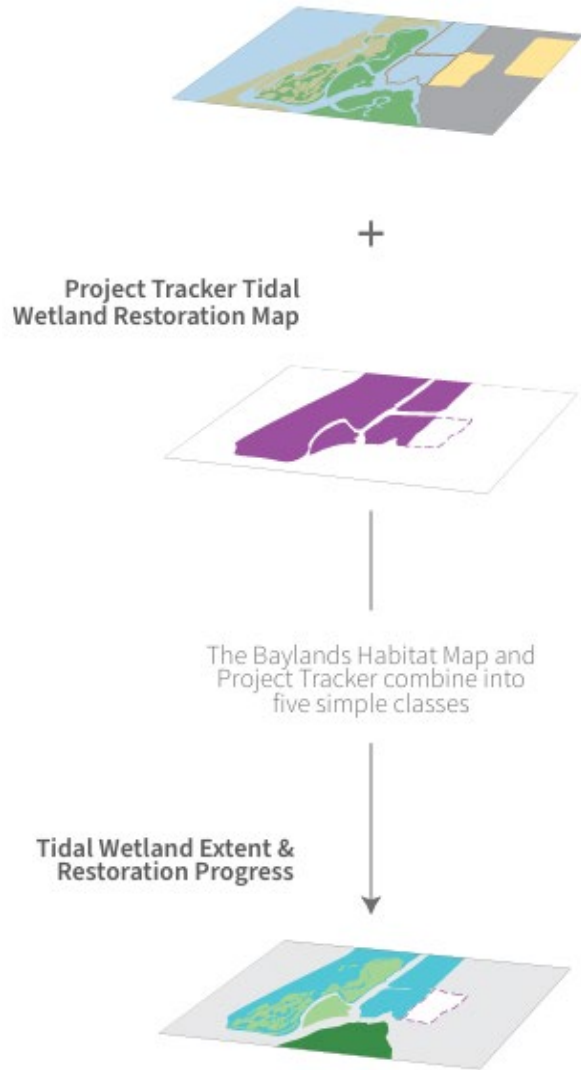 +
Project Tracker Tidal
Wetland Restoration Map
The Baylands Habitat Map and
Project Tracker combine into
five simple classes
Tidal Wetland Extent &
Restoration Progress